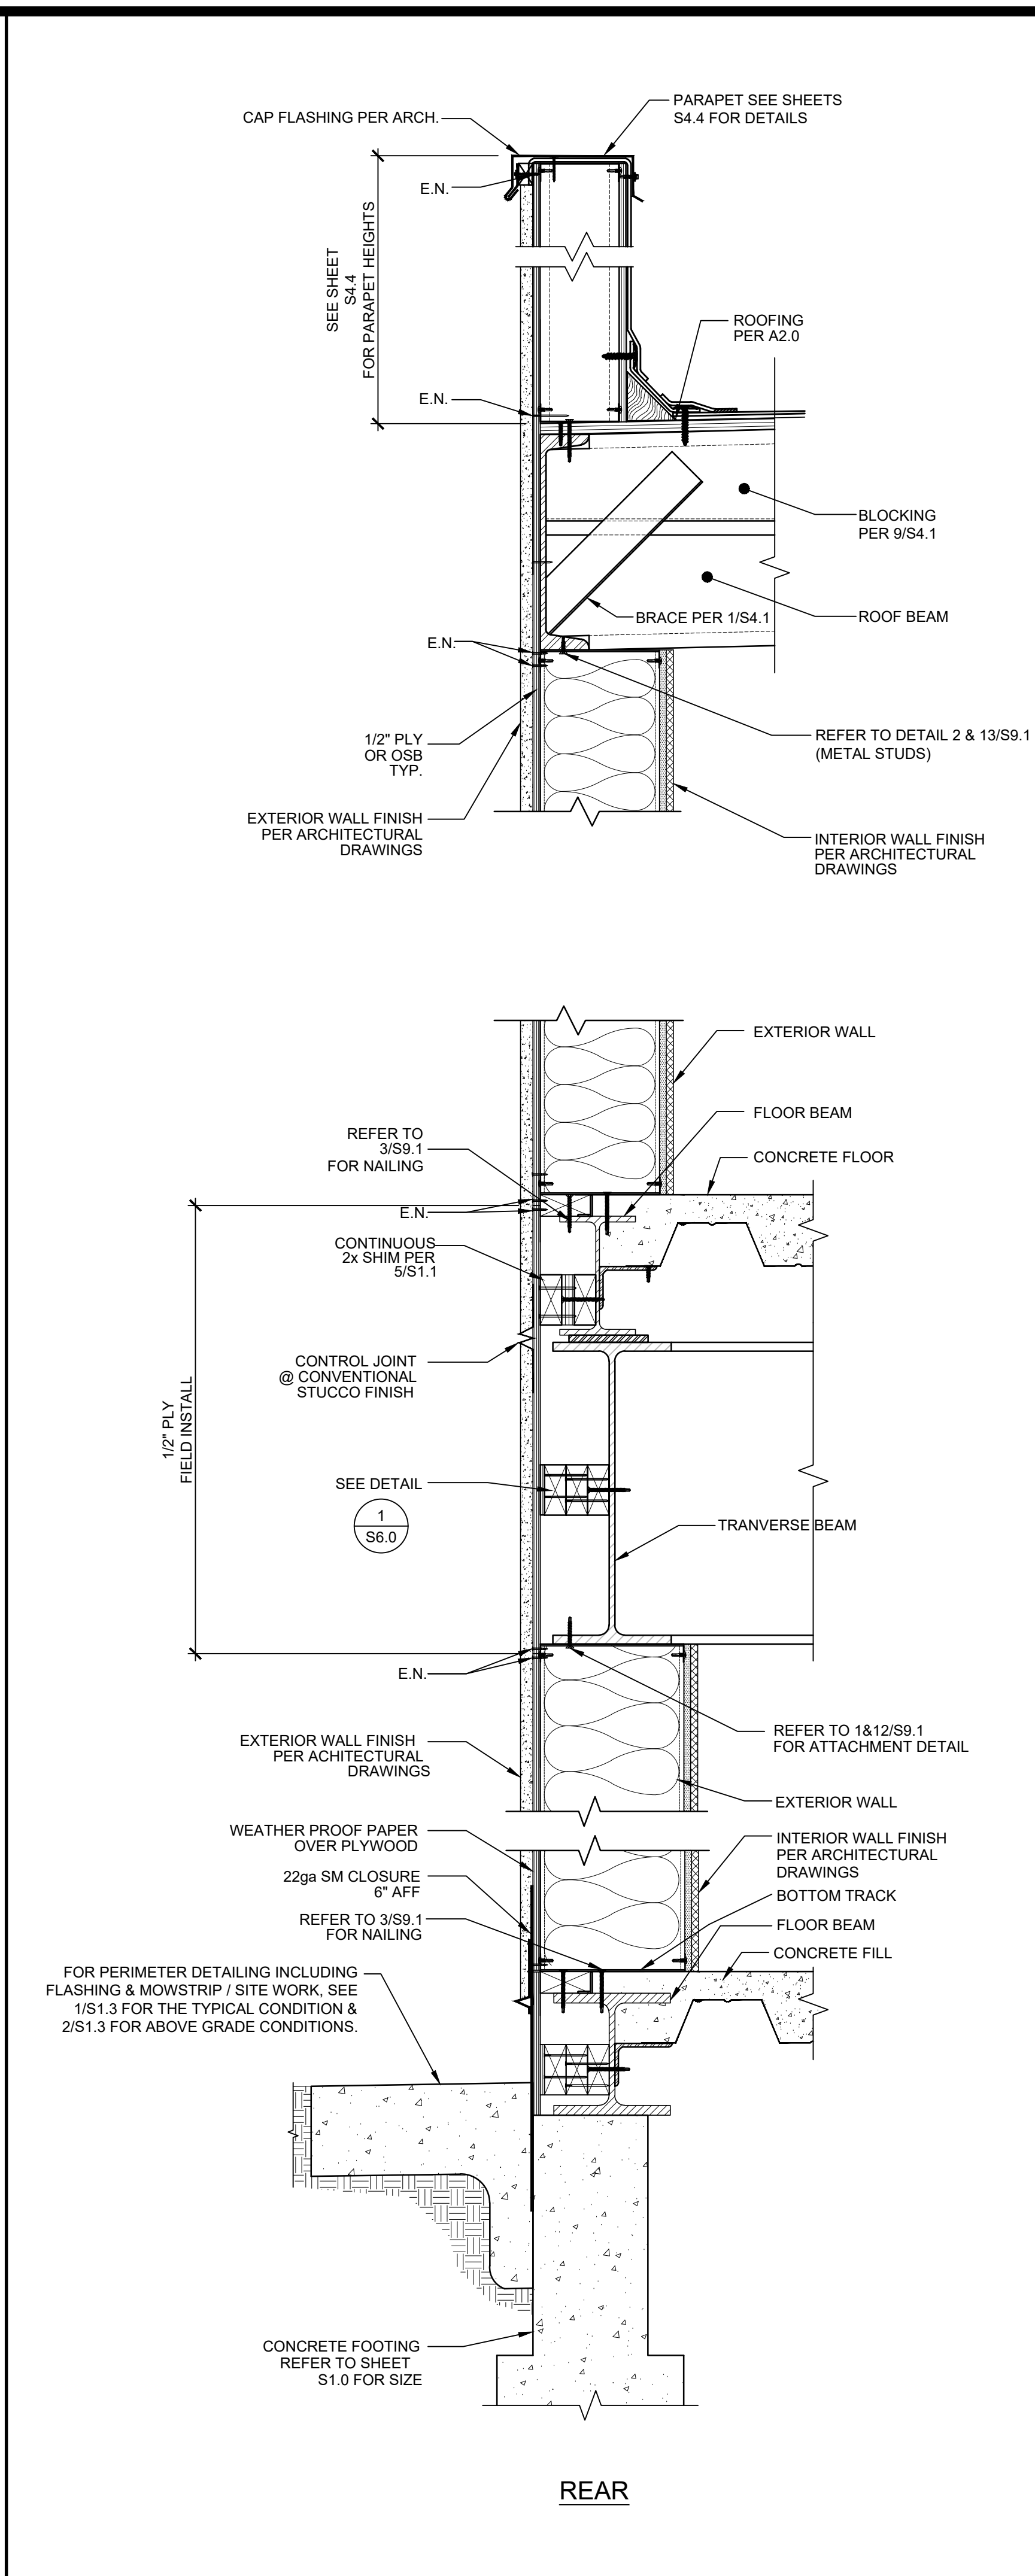 CAP FLASHING PER ARCH.
PARAPET SEE SHEETS
S4.4 FOR DETAILS
E.N.
SEE SHEET
S4.4
FOR PARAPET HEIGHTS
ROOFING
PER A2.0
E.N.
BLOCKING
PER 9/S4.1
BRACE PER 1/S4.1
ROOF BEAM
E.N.
1/2" PLY
OR OSB
TYP.
REFER TO DETAIL 2 & 13/S9.1
(METAL STUDS)
EXTERIOR WALL FINISH
PER ARCHITECTURAL
DRAWINGS
INTERIOR WALL FINISH
PER ARCHITECTURAL
DRAWINGS
EXTERIOR WALL
FLOOR BEAM
REFER TO
3/S9.1
FOR NAILING
CONCRETE FLOOR
E.N.
CONTINUOUS
2x SHIM PER
5/S1.1
CONTROL JOINT
@ CONVENTIONAL
STUCCO FINISH
1/2" PLY
FIELD INSTALL
SEE DETAIL
1
S6.0
TRANVERSE BEAM
E.N.
REFER TO 1&12/S9.1
FOR ATTACHMENT DETAIL
EXTERIOR WALL FINISH
PER ACHITECTURAL
DRAWINGS
EXTERIOR WALL
WEATHER PROOF PAPER
OVER PLYWOOD
INTERIOR WALL FINISH
PER ARCHITECTURAL
DRAWINGS
22ga SM CLOSURE
6" AFF
BOTTOM TRACK
REFER TO 3/S9.1
FOR NAILING
FLOOR BEAM
CONCRETE FILL
FOR PERIMETER DETAILING INCLUDING
FLASHING & MOWSTRIP / SITE WORK, SEE
1/S1.3 FOR THE TYPICAL CONDITION &
2/S1.3 FOR ABOVE GRADE CONDITIONS.
CONCRETE FOOTING
REFER TO SHEET
S1.0 FOR SIZE
REAR